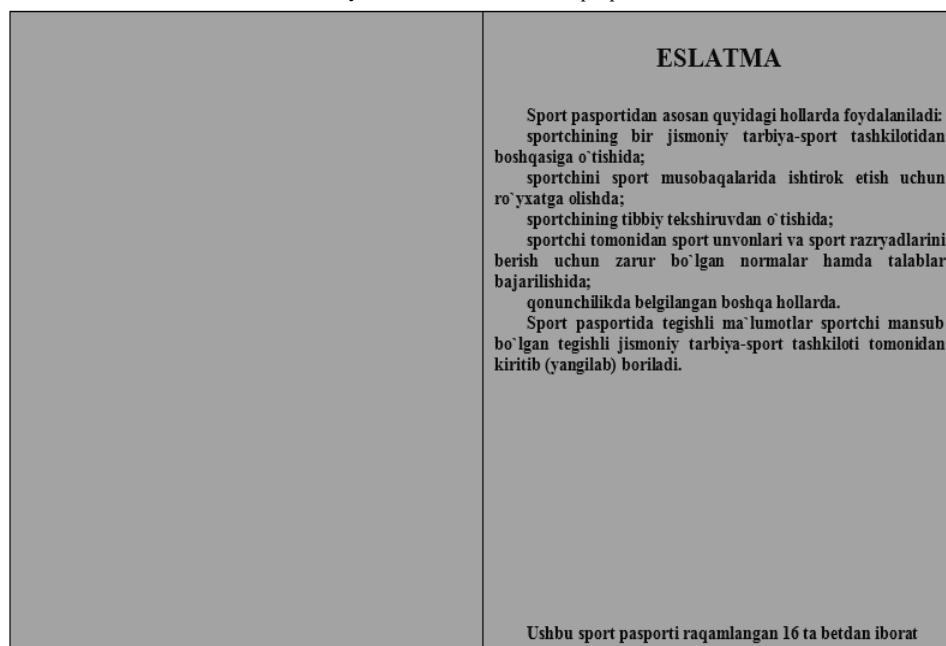 ESLATMA
Sport pasportidan asosan quyidagi hollarda foydalaniladi:
sportchining bir jismoniy tarbiya-sport tashkilotidan
boshqasiga o`tishida;
sportchini sport musobaqalarida ishtirok etish uchun
ro`yxatga olishda;
sportchining tibbiy tekshiruvdan o`tishida;
sportchi tomonidan sport unvonlari va sport razryadlarini
berish uchun zarur bo`lgan normalar hamda talablar
bajarilishida;
qonunchilikda belgilangan boshqa hollarda.
Sport pasportida tegishli ma`lumotlar sportchi mansub
bo`lgan tegishli jismoniy tarbiya-sport tashkiloti tomonidan
kiritib (yangilab) boriladi.
Ushbu sport pasporti raqamlangan 16 ta betdan iborat